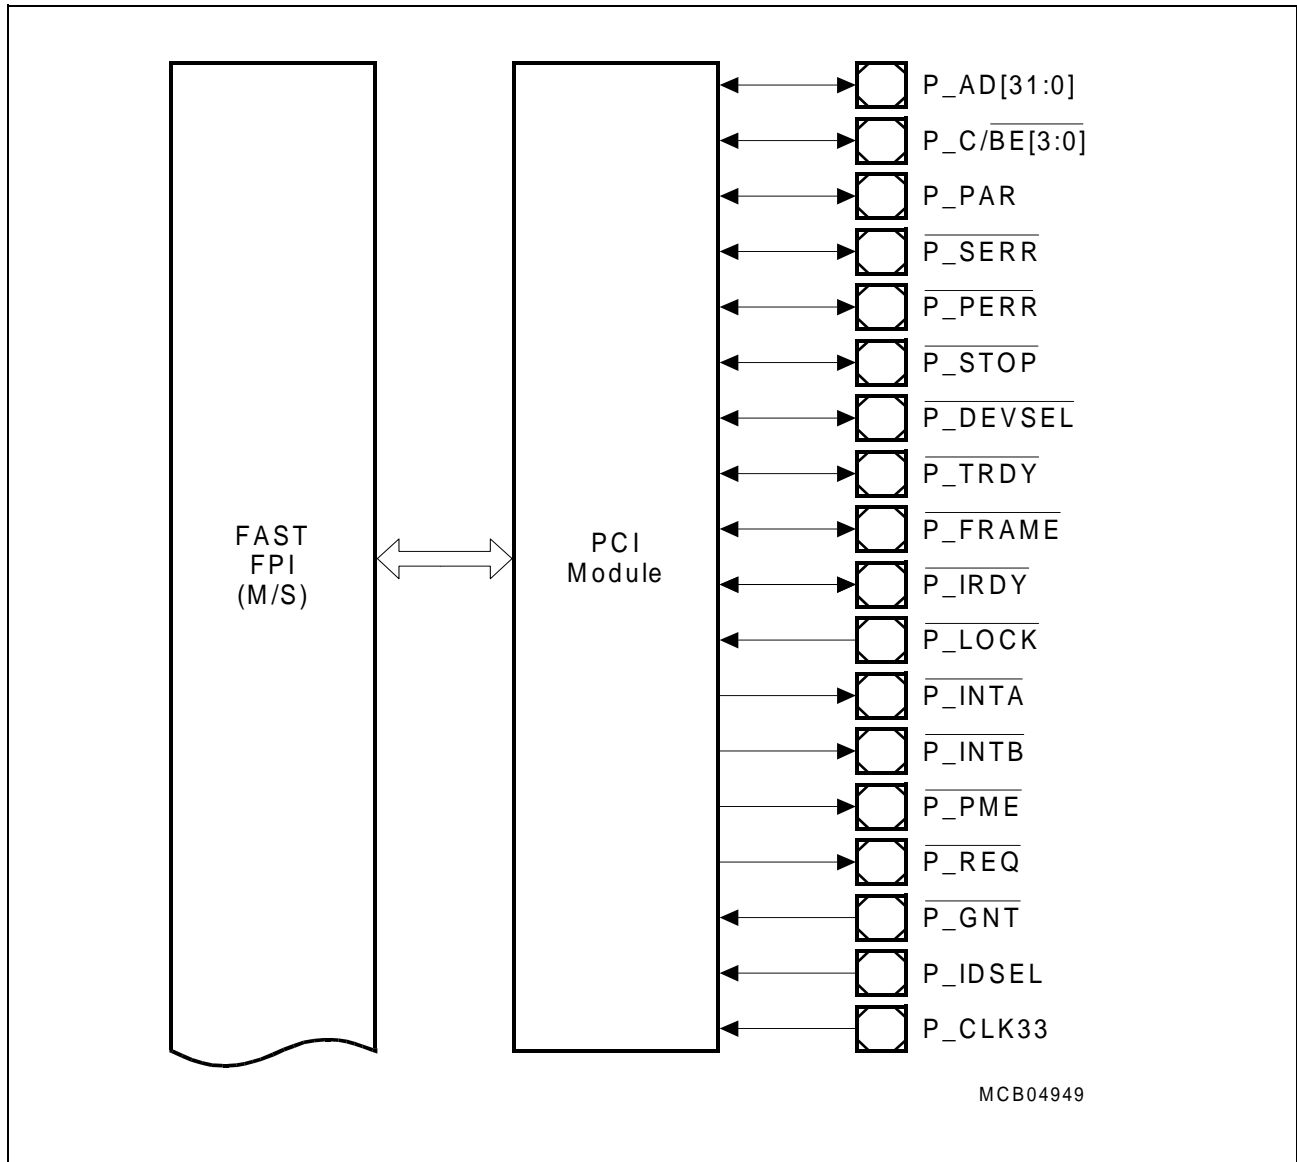 P_AD[31:0]
P_C/BE[3:0]
P_PAR
P_SERR
P_PERR
P_STOP
P_DEVSEL
P_TRDY
P_FRAME
P_IRDY
P_LOCK
P_INTA
P_INTB
P_PME
P_REQ
P_GNT
P_IDSEL
P_CLK33
FAST
FPI
(M/S)
PCI
Module
MCB04949